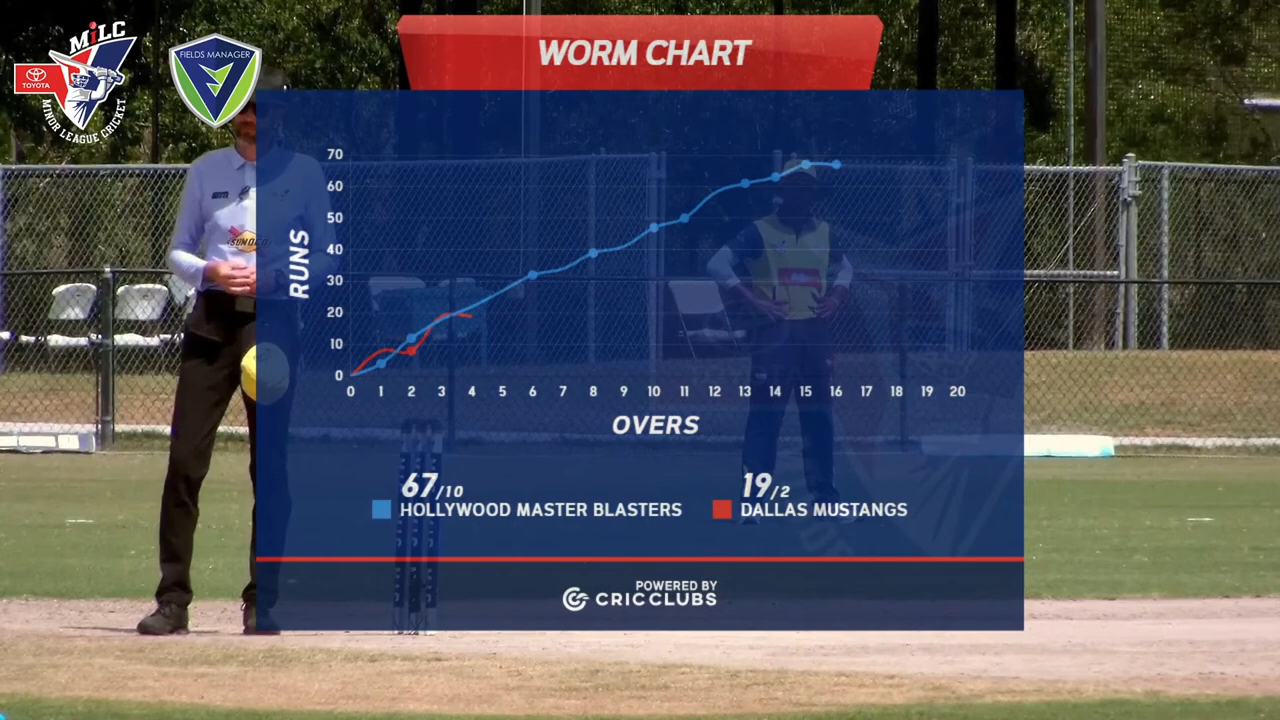 MiLC
TOYOTA
MINOR LEAGUE CRICKET
FIELDS MANAGER
WORM CHART
SUNOCO
RUNS
70
60
50
40
30
20
10
0
0 1 2 3 4 5 6 7 8 9 10 11 12 13 14 15 16 17 18 19 20
OVERS
67/10
HOLLYWOOD MASTER BLASTERS
19/2
DALLAS MUSTANGS
POWERED BY
CRICCLUBS